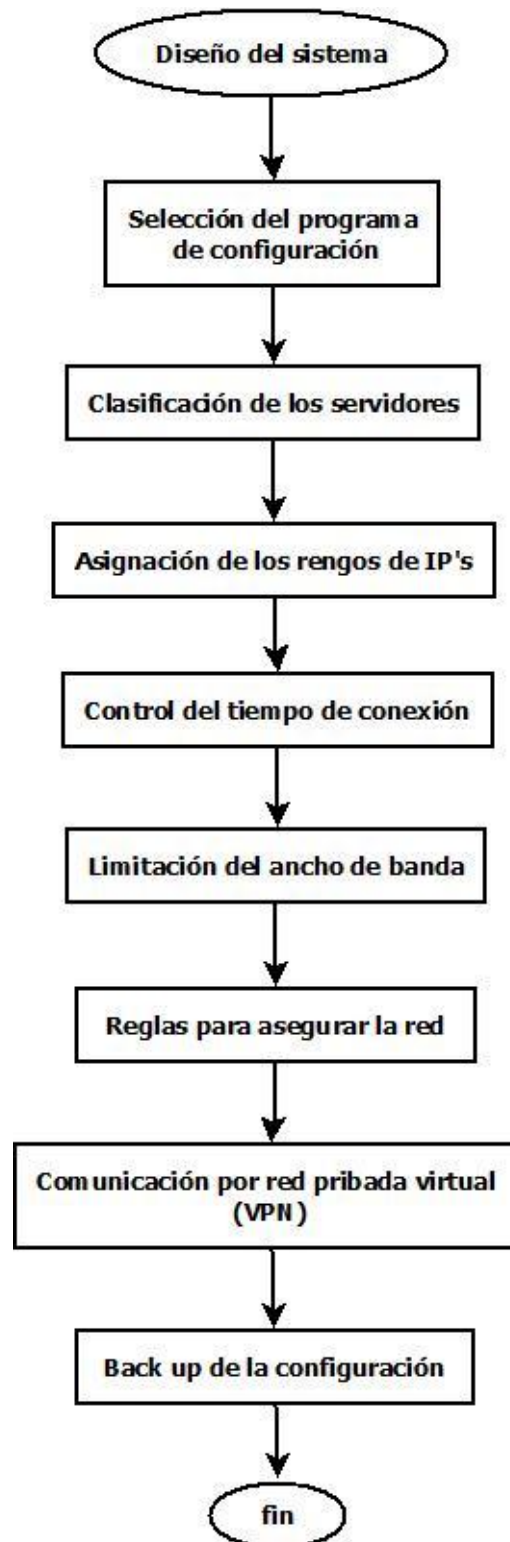 Diseño del sistema
Selección del programa
de configuración
Clasificación de los servidores
Asignación de los rengos de IP's
Control del tiempo de conexión
Limitación del ancho de banda
Reglas para asegurar la red
Comunicación por red pribada virtual
(VPN)
Back up de la configuración
fin